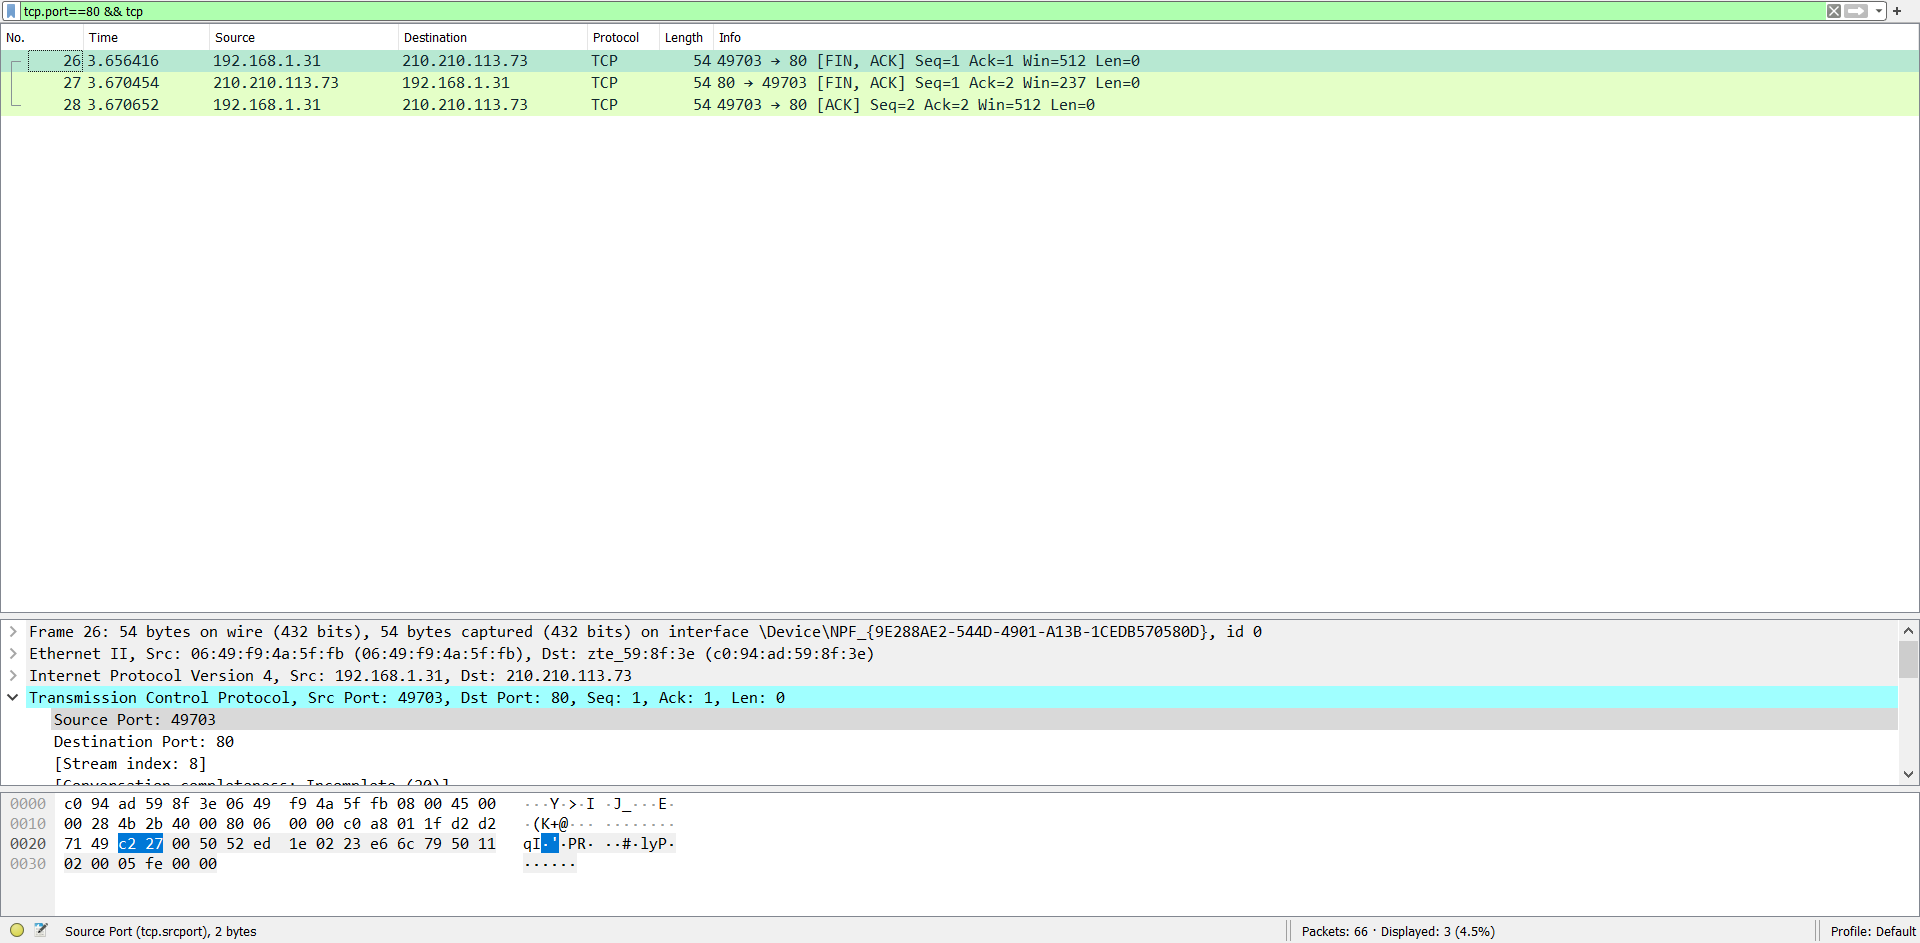 tcp.port==80 && tcp
No. Time Source Destination Protocol Length Info
26 3.656416 192.168.1.31 210.210.113.73 TCP 54 49703 → 80 [FIN, ACK] Seq=1 Ack=1 Win=512 Len=0
27 3.670454 210.210.113.73 192.168.1.31 TCP 54 80 → 49703 [FIN, ACK] Seq=1 Ack=2 Win=237 Len=0
28 3.670652 192.168.1.31 210.210.113.73 TCP 54 49703 → 80 [ACK] Seq=2 Ack=2 Win=512 Len=0
Frame 26: 54 bytes on wire (432 bits), 54 bytes captured (432 bits) on interface \Device\NPF_{9E288AE2-544D-4901-A13B-1CEDB570580D}, id 0
Ethernet II, Src: 06:49:f9:4a:5f:fb (06:49:f9:4a:5f:fb), Dst: zte_59:8f:3e (c0:94:ad:59:8f:3e)
Internet Protocol Version 4, Src: 192.168.1.31, Dst: 210.210.113.73
Transmission Control Protocol, Src Port: 49703, Dst Port: 80, Seq: 1, Ack: 1, Len: 0
Source Port: 49703
Destination Port: 80
[Stream index: 8]
[Conversation completeness: Incomplete (20)]
0000 c0 94 ad 59 8f 3e 06 49 f9 4a 5f fb 08 00 45 00 ···Y·>·I ·J_···E·
0010 00 28 4b 2b 40 00 80 06 00 00 c0 a8 01 1f d2 d2 ·(K+@··· ········
0020 71 49 c2 27 00 50 52 ed 1e 02 23 e6 6c 79 50 11 qI·'·PR· ··#·lyP·
0030 02 00 05 fe 00 00 ······
Source Port (tcp.srcport), 2 bytes Packets: 66 · Displayed: 3 (4.5%) Profile: Default